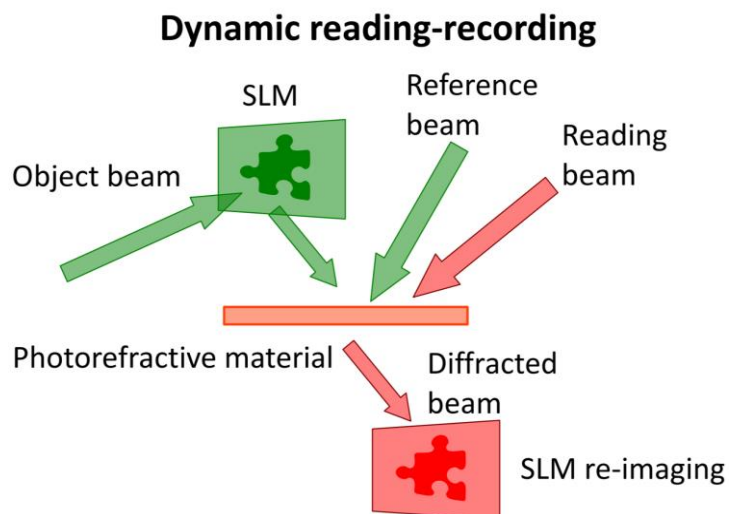 Dynamic reading-recording
SLM
Reference
beam
Reading
beam
Object beam
Photorefractive material
Diffracted
beam
SLM re-imaging